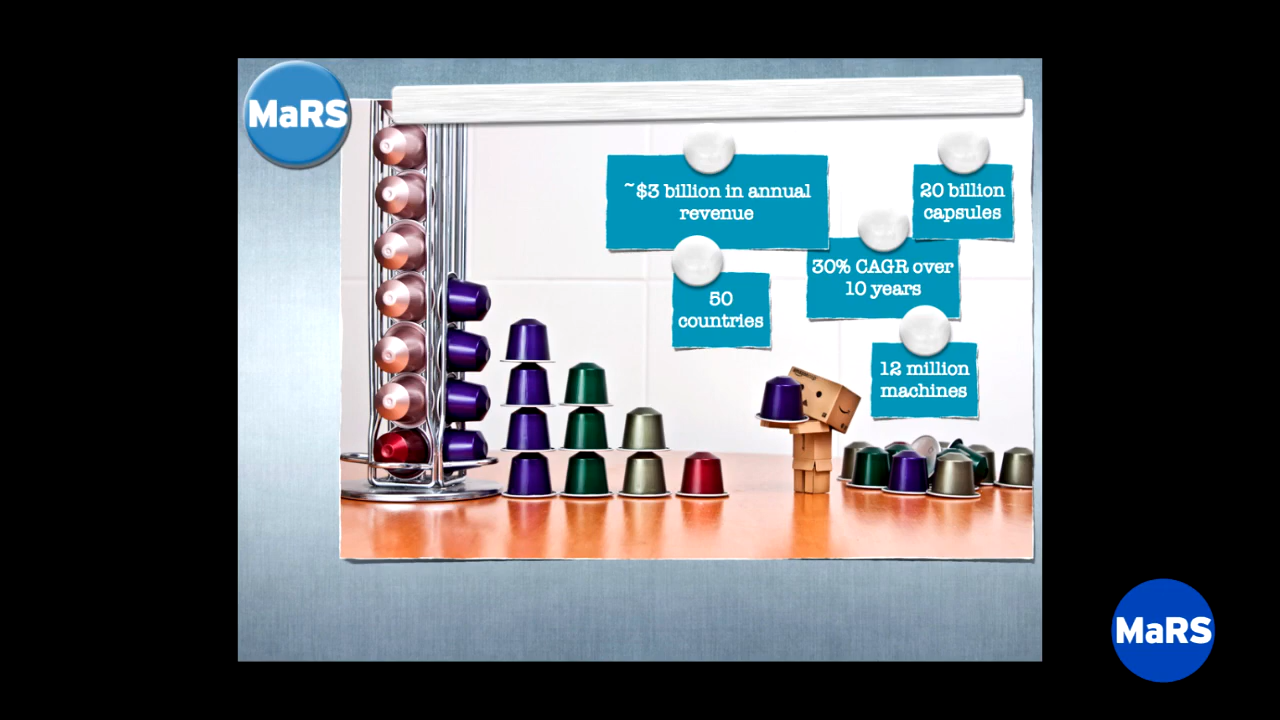 MaRS
~$3 billion in annual
revenue
20 billion
capsules
30% CAGR over
10 years
50
countries
12 million
machines
MaRS